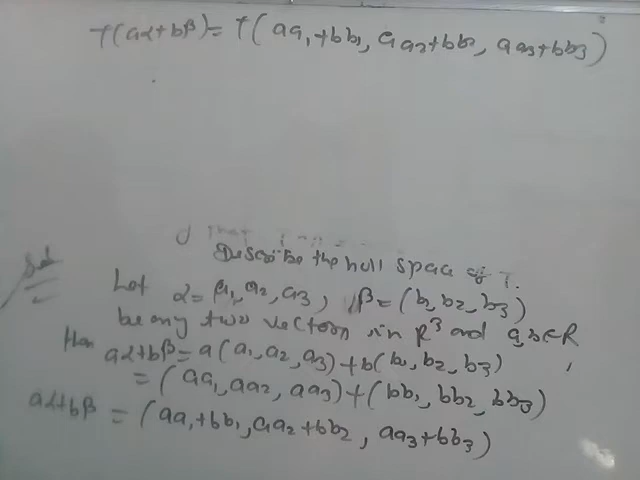 T(aα+bβ)= T(aa₁+bb₁, aa₂+bb₂, aa₃+bb₃)
that
Describe the null space of T.
Sol
Let α=(a₁,a₂,a₃), β=(b₁,b₂,b₃)
be any two vectors in R³ and a,b∈R,
then aα+bβ=a(a₁,a₂,a₃)+b(b₁,b₂,b₃)
=(aa₁,aa₂,aa₃)+(bb₁,bb₂,bb₃)
aα+bβ =(aa₁+bb₁,aa₂+bb₂,aa₃+bb₃)